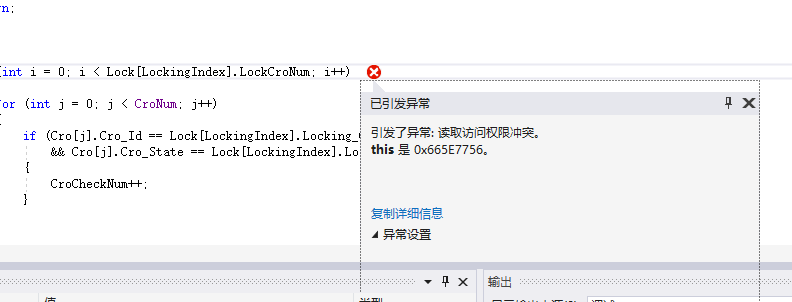 n;
int i = 0; i < Lock[LockingIndex].LockCroNum; i++)
or (int j = 0; j < CroNum; j++)
{
if (Cro[j].Cro_Id == Lock[LockingIndex].Locking_
&& Cro[j].Cro_State == Lock[LockingIndex].Lo
{
CroCheckNum++;
}
已引发异常
引发了异常: 读取访问权限冲突。
this 是 0x665E7756。
复制详细信息
异常设置
值
类型
输出